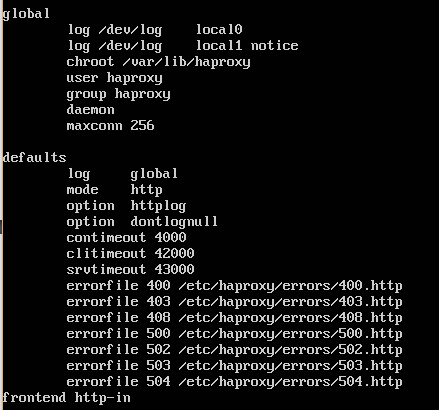 global
log /dev/log local0
log /dev/log local1 notice
chroot /var/lib/haproxy
user haproxy
group haproxy
daemon
maxconn 256
defaults
log global
mode http
option httplog
option dontlognull
contimeout 4000
clitimeout 42000
srvtimeout 43000
errorfile 400 /etc/haproxy/errors/400.http
errorfile 403 /etc/haproxy/errors/403.http
errorfile 408 /etc/haproxy/errors/408.http
errorfile 500 /etc/haproxy/errors/500.http
errorfile 502 /etc/haproxy/errors/502.http
errorfile 503 /etc/haproxy/errors/503.http
errorfile 504 /etc/haproxy/errors/504.http
frontend http-in